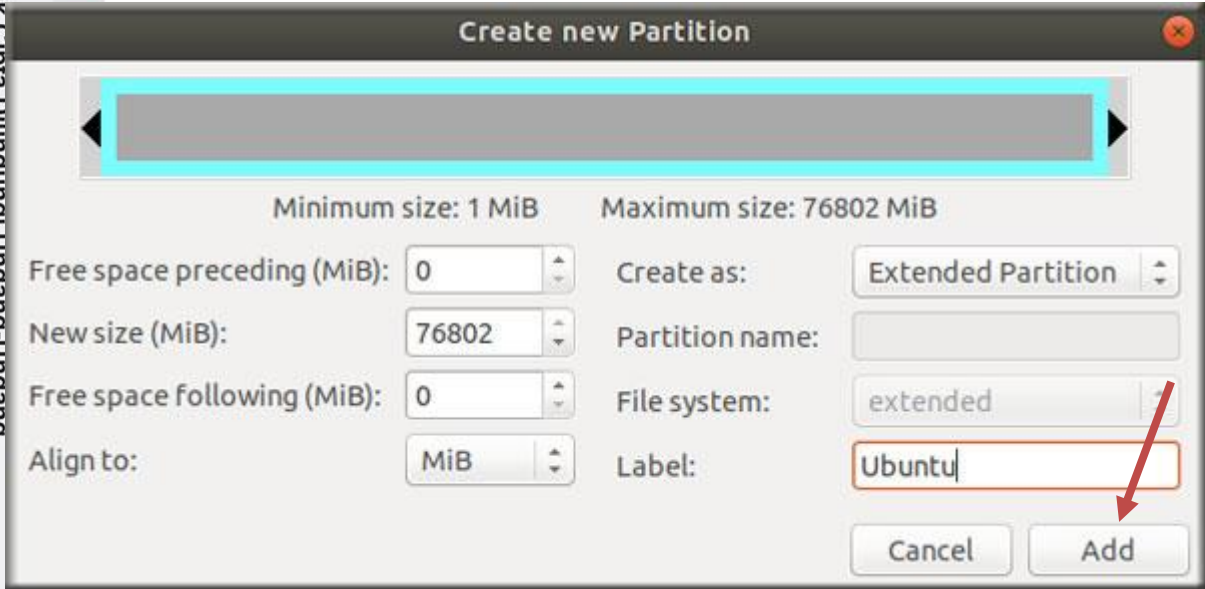 Create new Partition
Minimum size: 1 MiB Maximum size: 76802 MiB
Free space preceding (MiB): 0 Create as: Extended Partition
New size (MiB): 76802 Partition name:
Free space following (MiB): 0 File system: extended
Align to: MiB Label: Ubuntu
Cancel Add